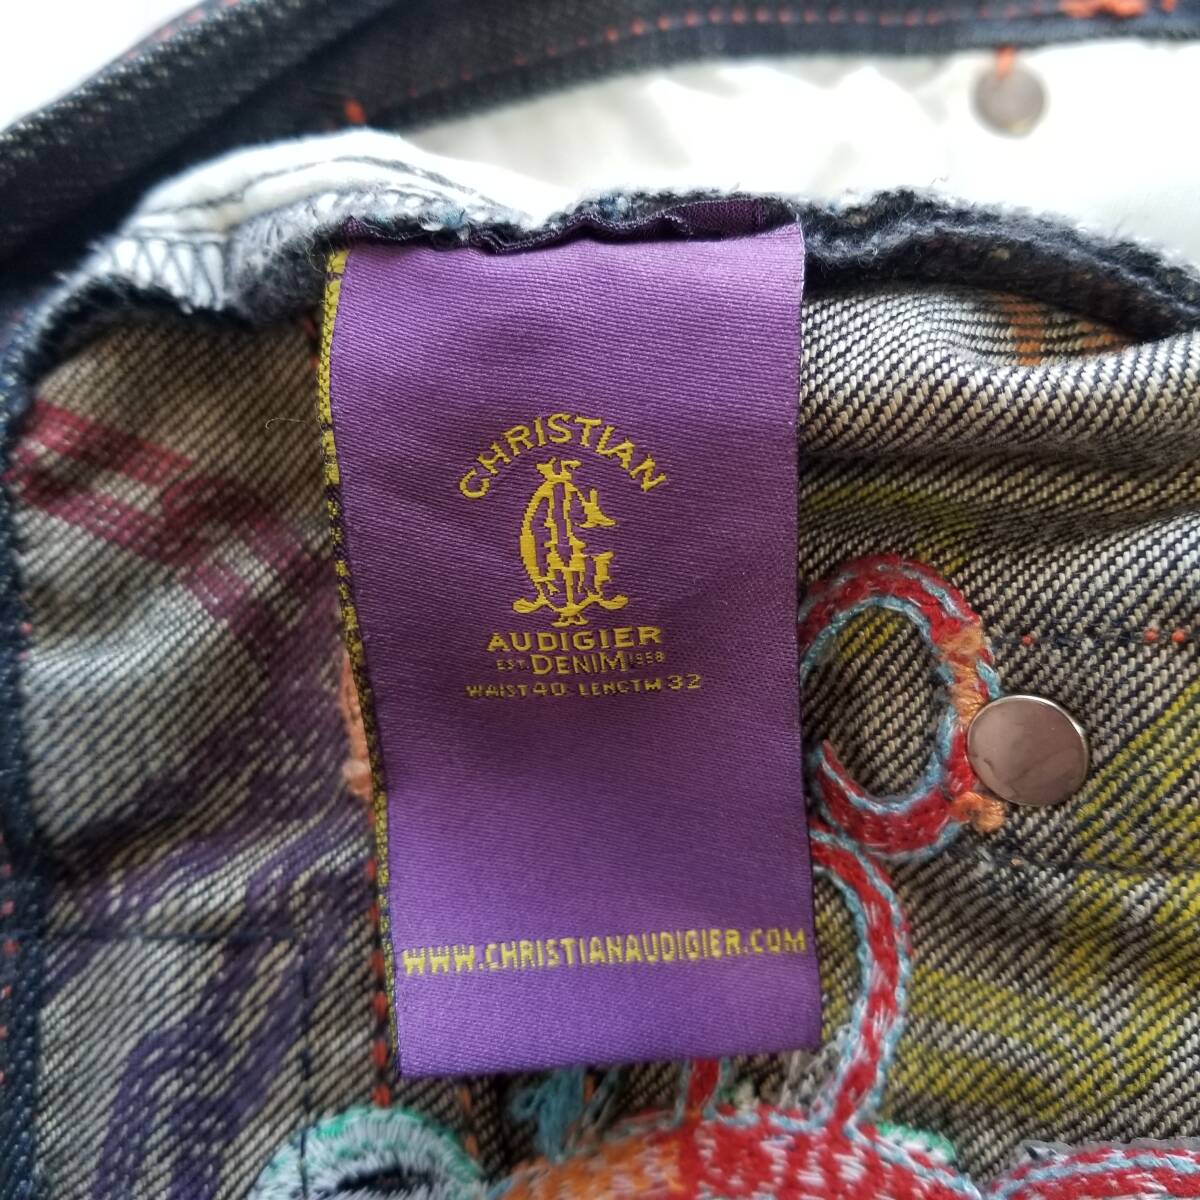 CHRISTIAN
AUDIGIER
EST. DENIM 1958
WAIST 40 LENGTH 32
WWW.CHRISTIANAUDIGIER.COM